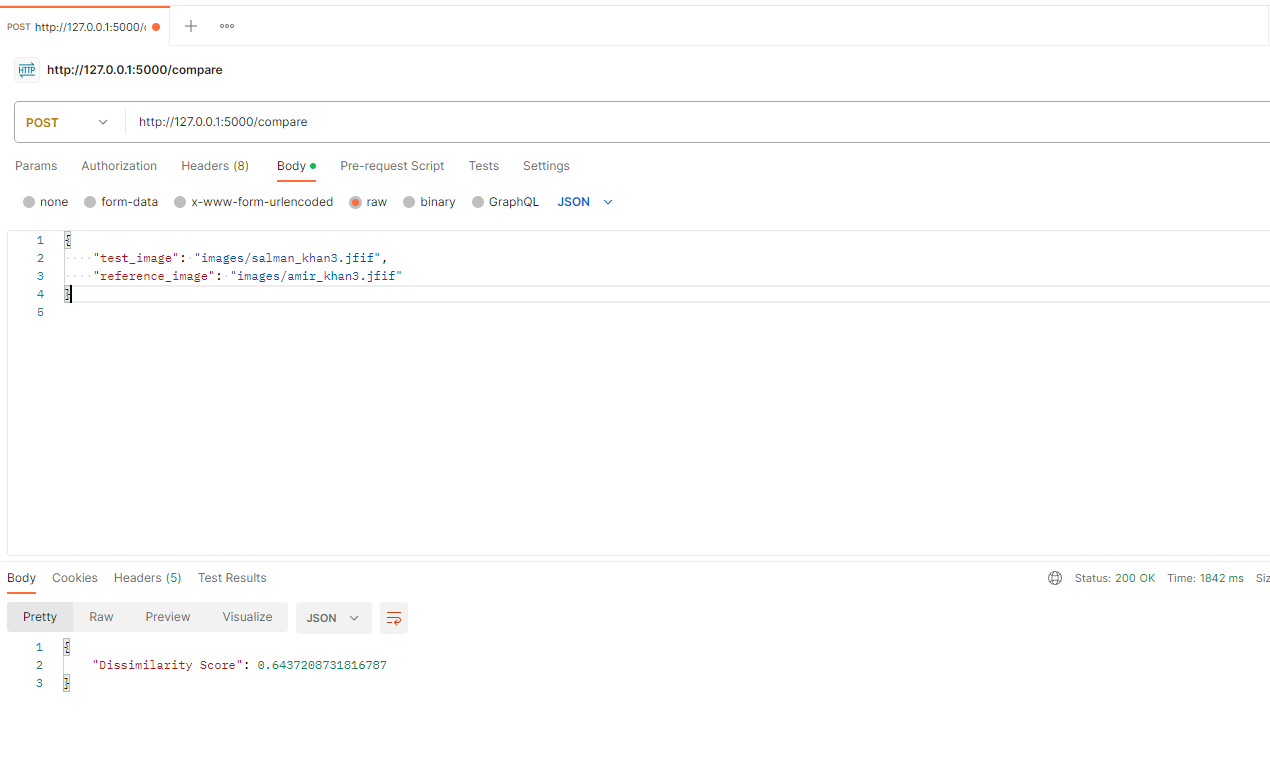 POST http://127.0.0.1:5000/c
HTTP http://127.0.0.1:5000/compare
POST http://127.0.0.1:5000/compare
Params Authorization Headers (8) Body Pre-request Script Tests Settings
none form-data x-www-form-urlencoded raw binary GraphQL JSON
1 {
2 "test_image": "images/salman_khan3.jfif",
3 "reference_image": "images/amir_khan3.jfif"
4 }
5
Body Cookies Headers (5) Test Results Status: 200 OK Time: 1842 ms Siz
Pretty Raw Preview Visualize JSON
1 {
2 "Dissimilarity Score": 0.6437208731816787
3 }